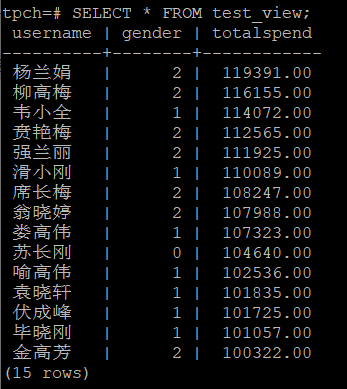 tpch=# SELECT * FROM test_view;
 username | gender | totalspend
----------+--------+------------
 杨兰娟   |      2 |  119391.00
 柳高梅   |      2 |  116155.00
 韦小全   |      1 |  114072.00
 贲艳梅   |      2 |  112565.00
 强兰丽   |      2 |  111925.00
 滑小刚   |      1 |  110089.00
 席长梅   |      2 |  108247.00
 翁晓婷   |      2 |  107988.00
 娄高伟   |      1 |  107323.00
 苏长刚   |      0 |  104640.00
 喻高伟   |      1 |  102536.00
 袁晓轩   |      1 |  101835.00
 伏成峰   |      1 |  101725.00
 毕晓刚   |      1 |  101057.00
 金高芳   |      2 |  100322.00
(15 rows)